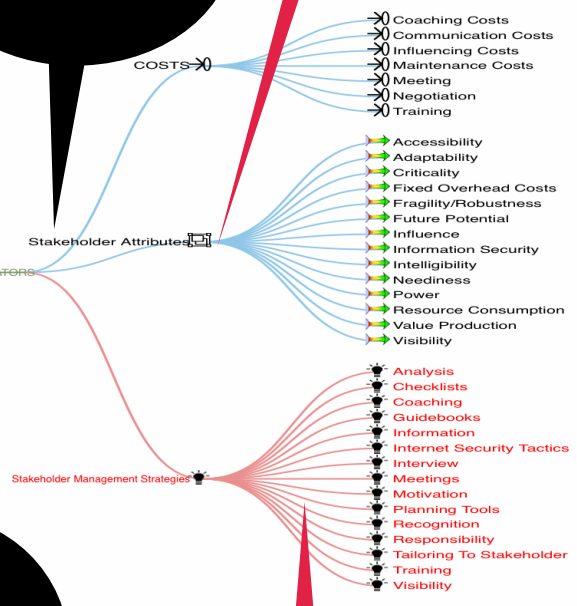 COSTS
Coaching Costs
Communication Costs
Influencing Costs
Maintenance Costs
Meeting
Negotiation
Training
Stakeholder Attributes
Accessibility
Adaptability
Criticality
Fixed Overhead Costs
Fragility/Robustness
Future Potential
Influence
Information Security
Intelligibility
Neediness
Power
Resource Consumption
Value Production
Visibility
ATORS
Stakeholder Management Strategies
Analysis
Checklists
Coaching
Guidebooks
Information
Internet Security Tactics
Interview
Meetings
Motivation
Planning Tools
Recognition
Responsibility
Tailoring To Stakeholder
Training
Visibility